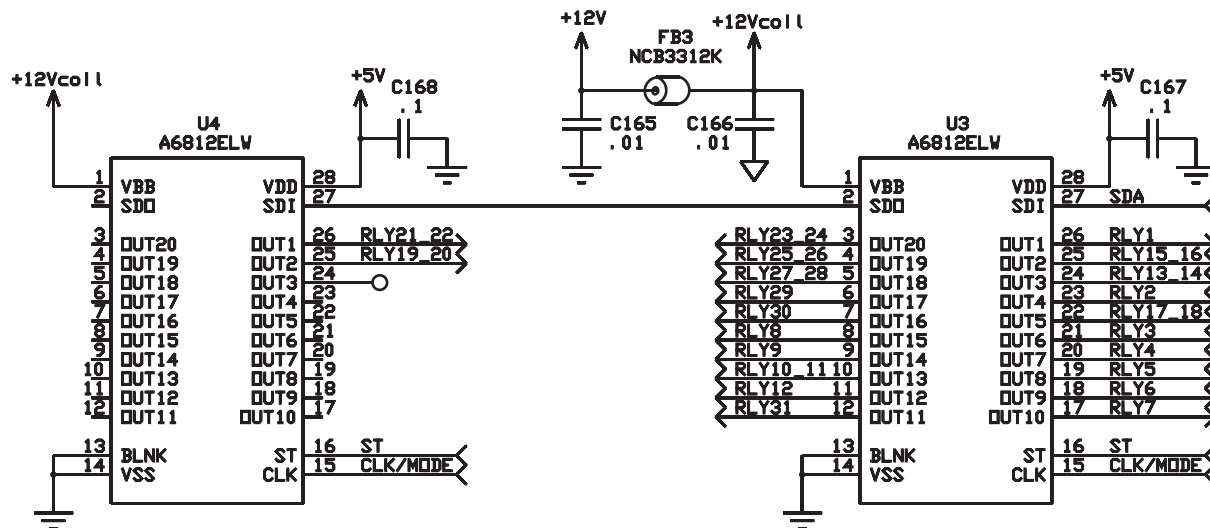 +12V
+12Vcoil
FB3
NCB3312K
+12Vcoil
+5V
C168
.1
+5V
C167
.1
C165
.01
C166
.01
U4
A6812ELW
U3
A6812ELW
1 VBB VDD 28
2 SDO SDI 27
3 OUT20 OUT1 26 RLY21_22
4 OUT19 OUT2 25 RLY19_20
5 OUT18 OUT3 24
6 OUT17 OUT4 23
7 OUT16 OUT5 22
8 OUT15 OUT6 21
9 OUT14 OUT7 20
10 OUT13 OUT8 19
11 OUT12 OUT9 18
12 OUT11 OUT10 17
13 BLNK ST 16 ST
14 VSS CLK 15 CLK/MODE
1 VBB VDD 28
2 SDO SDI 27 SDA
RLY23_24 3 OUT20 OUT1 26 RLY1
RLY25_26 4 OUT19 OUT2 25 RLY15_16
RLY27_28 5 OUT18 OUT3 24 RLY13_14
RLY29 6 OUT17 OUT4 23 RLY2
RLY30 7 OUT16 OUT5 22 RLY17_18
RLY8 8 OUT15 OUT6 21 RLY3
RLY9 9 OUT14 OUT7 20 RLY4
RLY10_11 10 OUT13 OUT8 19 RLY5
RLY12 11 OUT12 OUT9 18 RLY6
RLY31 12 OUT11 OUT10 17 RLY7
13 BLNK ST 16 ST
14 VSS CLK 15 CLK/MODE